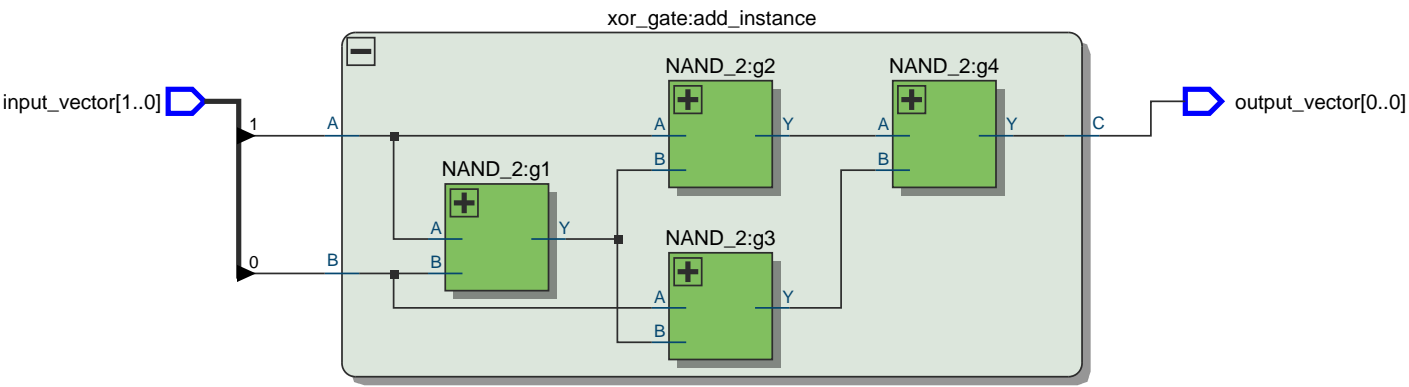 xor_gate:add_instance
NAND_2:g2
NAND_2:g4
input_vector[1..0]
output_vector[0..0]
1
A
A
Y
A
Y
C
B
B
NAND_2:g1
A
Y
NAND_2:g3
0
B
B
A
Y
B